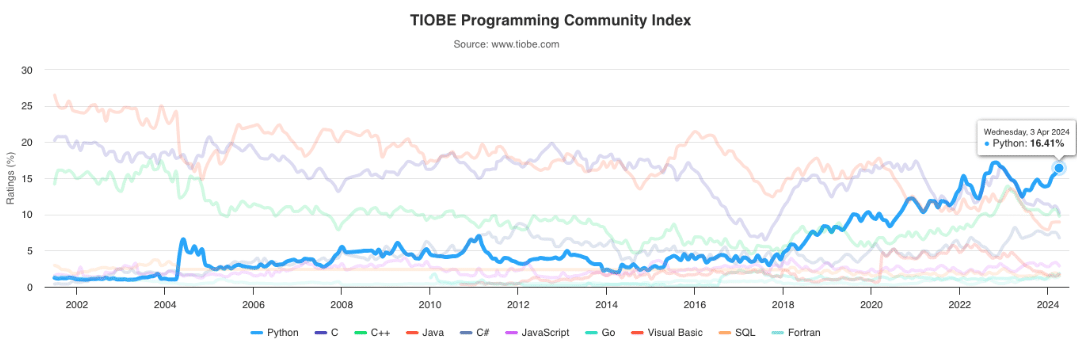 TIOBE Programming Community Index
Source: www.tiobe.com
Ratings (%)
30
25
20
15
10
5
0
Wednesday, 3 Apr 2024
Python: 16.41%
2002 2004 2006 2008 2010 2012 2014 2016 2018 2020 2022 2024
Python C C++ Java C# JavaScript Go Visual Basic SQL Fortran